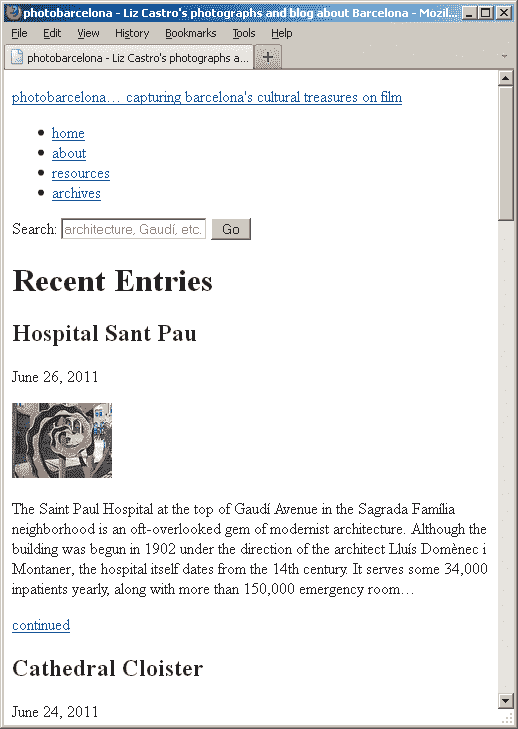 photobarcelona - Liz Castro's photographs and blog about Barcelona - Mozil...
File Edit View History Bookmarks Tools Help
photobarcelona - Liz Castro's photographs a...
photobarcelona… capturing barcelona's cultural treasures on film
home
about
resources
archives
Search: architecture, Gaudí, etc. Go
Recent Entries
Hospital Sant Pau
June 26, 2011
The Saint Paul Hospital at the top of Gaudí Avenue in the Sagrada Família
neighborhood is an oft-overlooked gem of modernist architecture. Although the
building was begun in 1902 under the direction of the architect Lluís Domènec i
Montaner, the hospital itself dates from the 14th century. It serves some 34,000
inpatients yearly, along with more than 150,000 emergency room…
continued
Cathedral Cloister
June 24, 2011